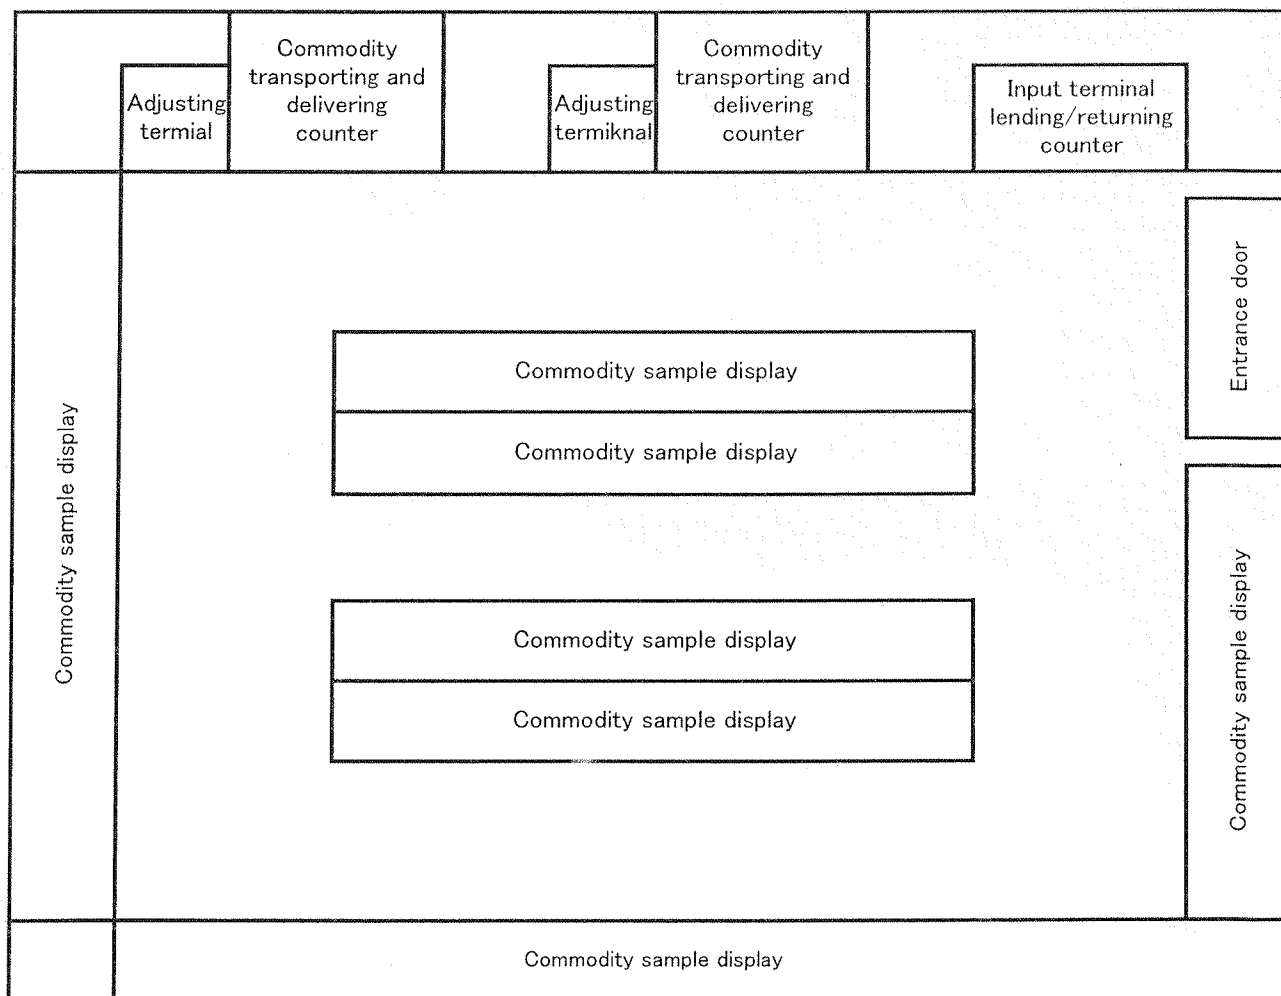 Commodity
transporting and
delivering
counter
Adjusting
termial
Commodity
transporting and
delivering
counter
Adjusting
termiknal
Input terminal
lending/returning
counter
Entrance door
Commodity sample display
Commodity sample display
Commodity sample display
Commodity sample display
Commodity sample display
Commodity sample display
Commodity sample display